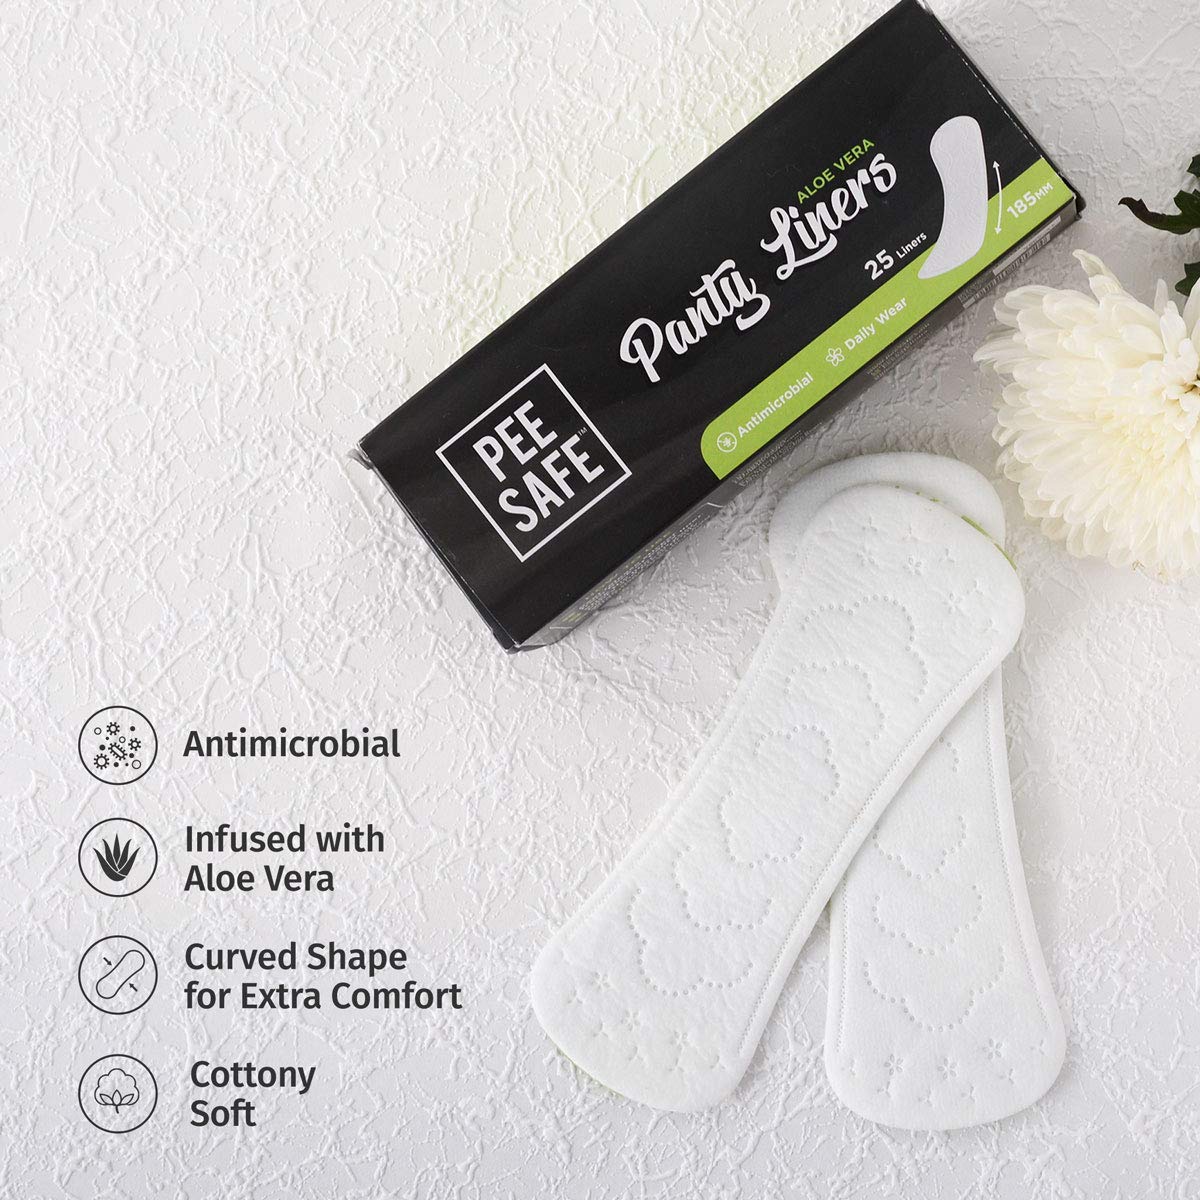 ALOE VERA
Panty Liners
25 Liners
185MM
Antimicrobial
Daily Wear
PEE
SAFE™
Antimicrobial
Infused with
Aloe Vera
Curved Shape
for Extra Comfort
Cottony
Soft